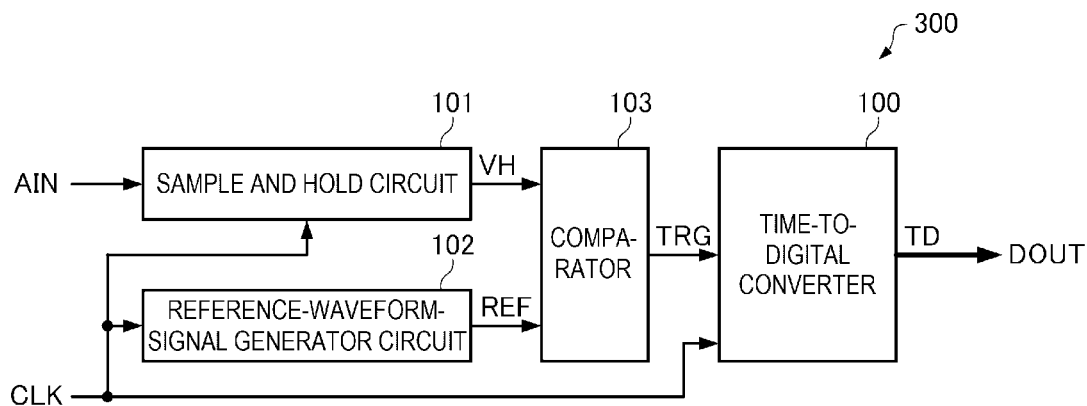 300
101
103
100
AIN
SAMPLE AND HOLD CIRCUIT
VH
COMPA-
RATOR
TRG
TIME-TO-
DIGITAL
CONVERTER
TD
DOUT
102
REFERENCE-WAVEFORM-
SIGNAL GENERATOR CIRCUIT
REF
CLK